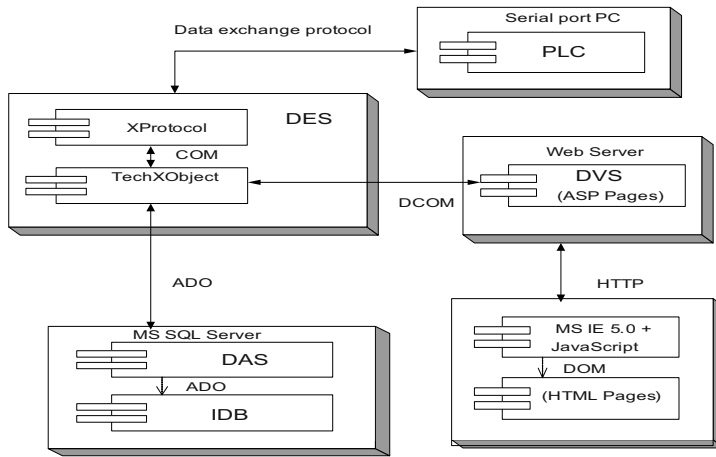 Serial port PC
Data exchange protocol
PLC
DES
XProtocol
COM
TechXObject
Web Server
DVS
(ASP Pages)
DCOM
ADO
HTTP
MS SQL Server
DAS
ADO
IDB
MS IE 5.0 +
JavaScript
DOM
(HTML Pages)